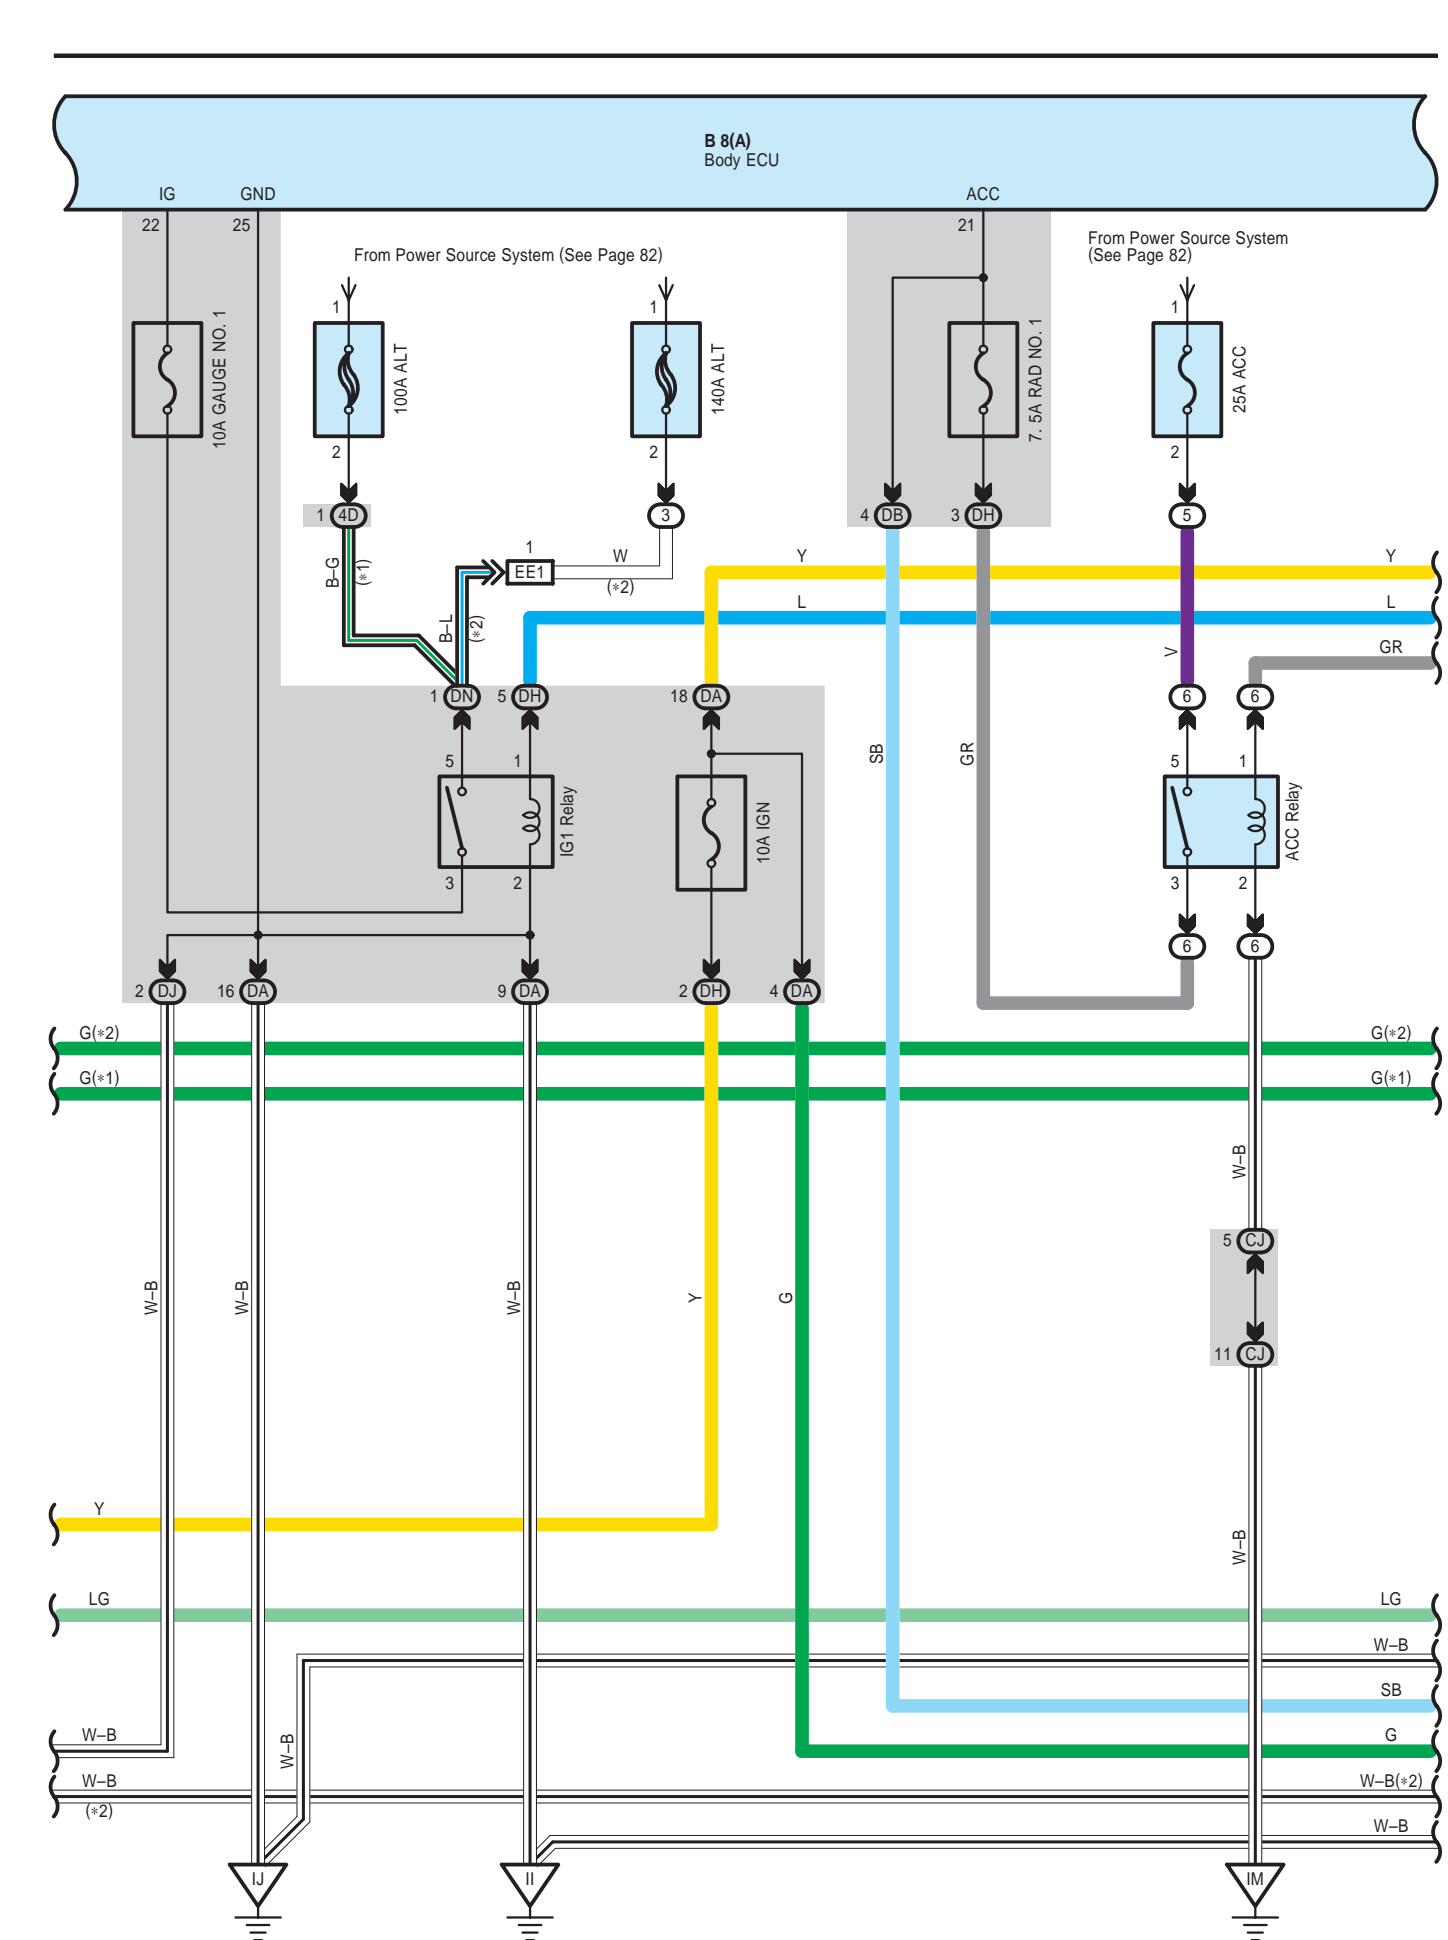 B 8(A)
Body ECU
IG
GND
ACC
22
25
21
From Power Source System (See Page 82)
From Power Source System
(See Page 82)
1
1
1
10A GAUGE NO. 1
100A ALT
140A ALT
7. 5A RAD NO. 1
25A ACC
2
2
2
1 4D
3
4 DB
3 DH
5
B–G
(*1)
1
EE1
W
(*2)
Y
Y
B–L
(*2)
L
L
V
GR
1 DN
5 DH
18 DA
6
6
SB
GR
5
1
5
1
IG1 Relay
10A IGN
ACC Relay
3
2
3
2
6
6
2 DJ
16 DA
9 DA
2 DH
4 DA
G(*2)
G(*2)
G(*1)
G(*1)
W–B
5 CJ
W–B
W–B
W–B
Y
G
11 CJ
Y
W–B
LG
LG
W–B
SB
W–B
W–B
G
W–B
(*2)
W–B(*2)
W–B
IJ
II
IM